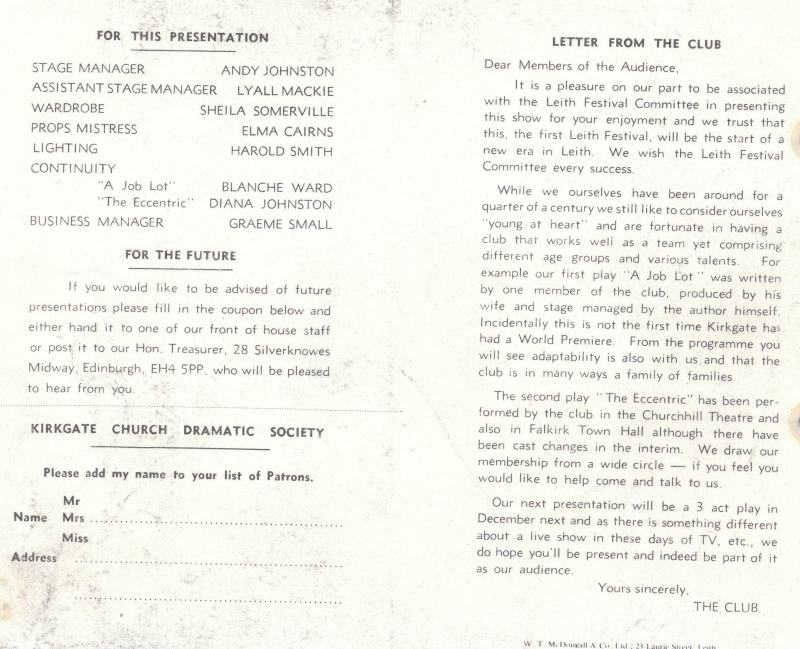 FOR THIS PRESENTATION
STAGE MANAGER ANDY JOHNSTON
ASSISTANT STAGE MANAGER LYALL MACKIE
WARDROBE SHEILA SOMERVILLE
PROPS MISTRESS ELMA CAIRNS
LIGHTING HAROLD SMITH
CONTINUITY
"A Job Lot" BLANCHE WARD
"The Eccentric" DIANA JOHNSTON
BUSINESS MANAGER GRAEME SMALL
FOR THE FUTURE
If you would like to be advised of future
presentations please fill in the coupon below and
either hand it to one of our front of house staff
or post it to our Hon. Treasurer, 28 Silverknowes
Midway, Edinburgh, EH4 5PP, who will be pleased
to hear from you.
KIRKGATE CHURCH DRAMATIC SOCIETY
Please add my name to your list of Patrons.
Mr
Name Mrs
Miss
Address
LETTER FROM THE CLUB
Dear Members of the Audience,
It is a pleasure on our part to be associated
with the Leith Festival Committee in presenting
this show for your enjoyment and we trust that
this, the first Leith Festival, will be the start of a
new era in Leith. We wish the Leith Festival
Committee every success.
While we ourselves have been around for a
quarter of a century we still like to consider ourselves
"young at heart" and are fortunate in having a
club that works well as a team yet comprising
different age groups and various talents. For
example our first play "A Job Lot" was written
by one member of the club, produced by his
wife and stage managed by the author himself.
Incidentally this is not the first time Kirkgate has
had a World Premiere. From the programme you
will see adaptability is also with us and that the
club is in many ways a family of families.
The second play "The Eccentric" has been per-
formed by the club in the Churchhill Theatre and
also in Falkirk Town Hall although there have
been cast changes in the interim. We draw our
membership from a wide circle — if you feel you
would like to help come and talk to us.
Our next presentation will be a 3 act play in
December next and as there is something different
about a live show in these days of TV, etc., we
do hope you'll be present and indeed be part of it
as our audience.
Yours sincerely,
THE CLUB.
W. T. McDougall & Co. Ltd., 23 Laurie Street, Leith